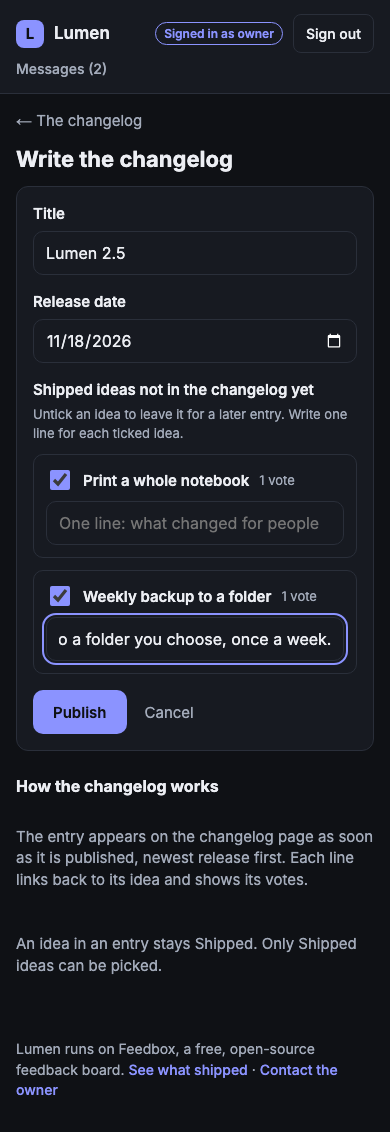 L Lumen Signed in as owner Sign out
Messages (2)
← The changelog
Write the changelog
Title
Lumen 2.5
Release date
11/18/2026
Shipped ideas not in the changelog yet
Untick an idea to leave it for a later entry. Write one
line for each ticked idea.
Print a whole notebook 1 vote
One line: what changed for people
Weekly backup to a folder 1 vote
o a folder you choose, once a week.
Publish Cancel
How the changelog works
The entry appears on the changelog page as soon
as it is published, newest release first. Each line
links back to its idea and shows its votes.
An idea in an entry stays Shipped. Only Shipped
ideas can be picked.
Lumen runs on Feedbox, a free, open-source
feedback board. See what shipped · Contact the
owner